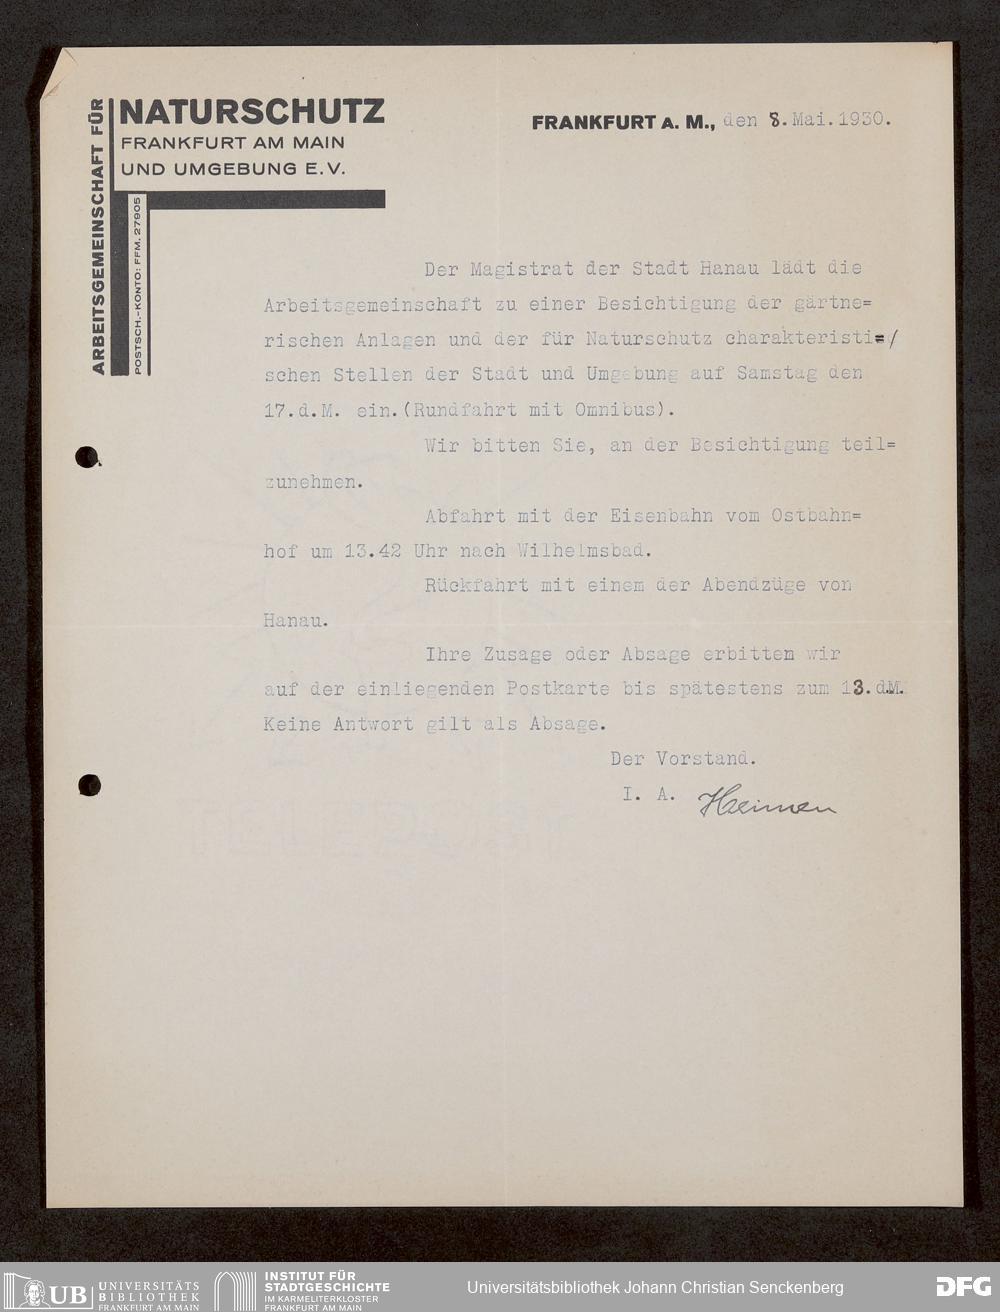 ARBEITSGEMEINSCHAFT FÜR
NATURSCHUTZ
FRANKFURT AM MAIN
UND UMGEBUNG E.V.
POSTSCH.-KONTO: FFM. 27905
FRANKFURT A. M., den 8. Mai. 1930.
Der Magistrat der Stadt Hanau lädt die
Arbeitsgemeinschaft zu einer Besichtigung der gärtne=
rischen Anlagen und der für Naturschutz charakteristi=/
schen Stellen der Stadt und Umgebung auf Samstag den
17.d.M. ein.(Rundfahrt mit Omnibus).
Wir bitten Sie, an der Besichtigung teil=
zunehmen.
Abfahrt mit der Eisenbahn vom Ostbahn=
hof um 13.42 Uhr nach Wilhelmsbad.
Rückfahrt mit einem der Abendzüge von
Hanau.
Ihre Zusage oder Absage erbitten wir
auf der einliegenden Postkarte bis spätestens zum 13. d.M.
Keine Antwort gilt als Absage.
Der Vorstand.
I. A.
UB UNIVERSITÄTS
BIBLIOTHEK
FRANKFURT AM MAIN
INSTITUT FÜR
STADTGESCHICHTE
IM KARMELITERKLOSTER
FRANKFURT AM MAIN
Universitätsbibliothek Johann Christian Senckenberg
DFG